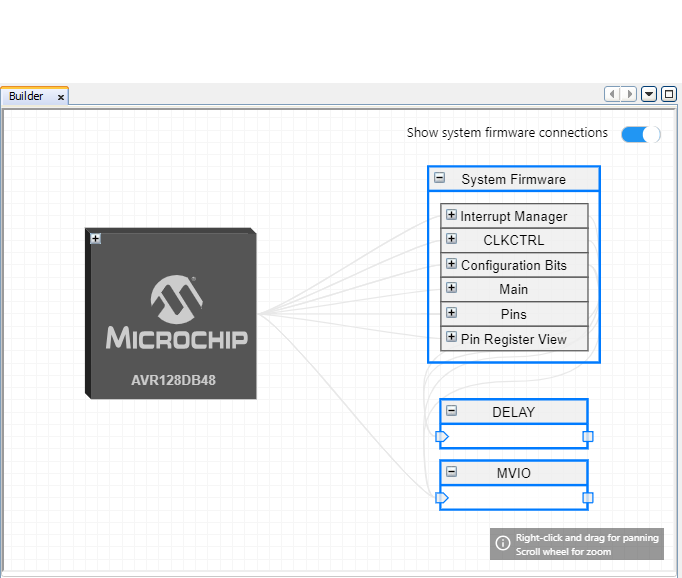 Builder
Show system firmware connections
System Firmware
Interrupt Manager
CLKCTRL
Configuration Bits
Main
Pins
Pin Register View
MICROCHIP
AVR128DB48
DELAY
MVIO
Right-click and drag for panning
Scroll wheel for zoom